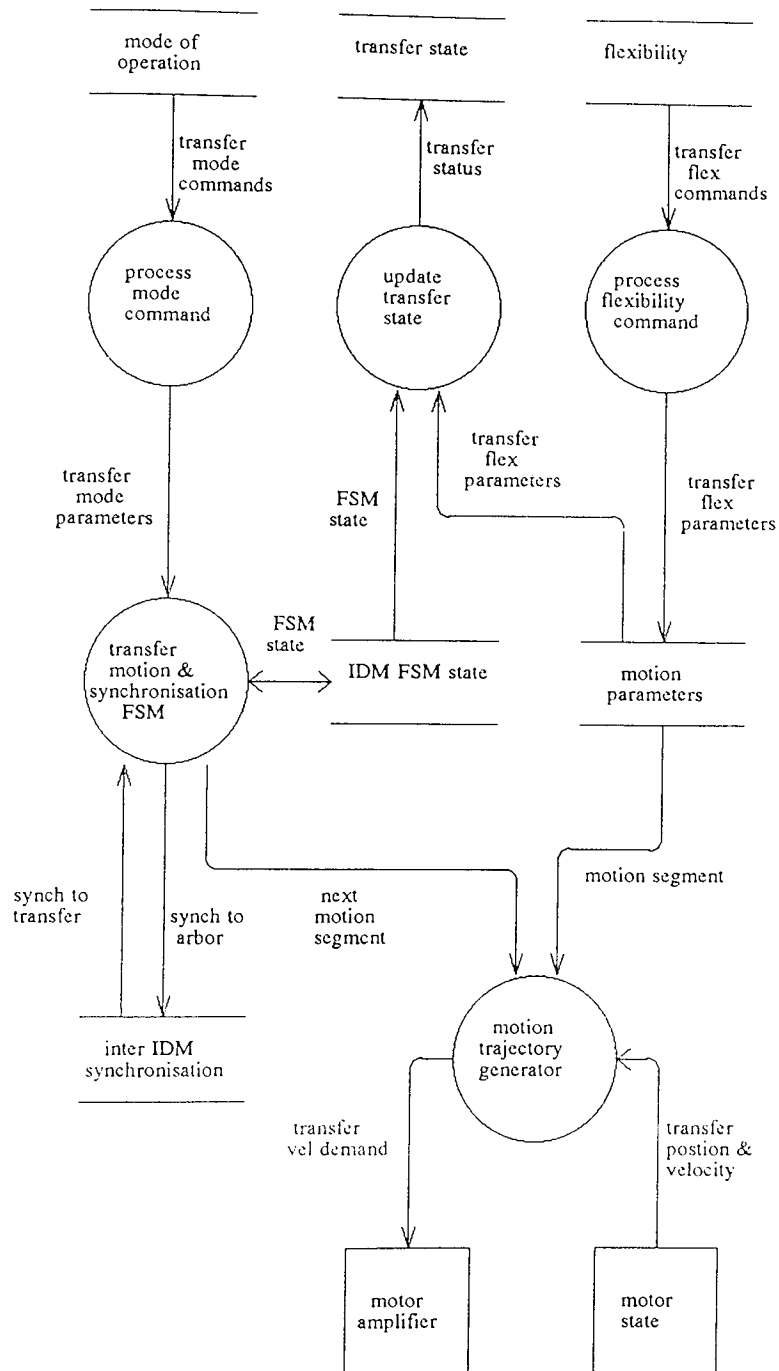 mode of
operation
transfer state
flexibility
transfer
mode
commands
transfer
status
transfer
flex
commands
process
mode
command
update
transfer
state
process
flexibility
command
transfer
mode
parameters
FSM
state
transfer
flex
parameters
transfer
flex
parameters
transfer
motion &
synchronisation
FSM
FSM
state
IDM FSM state
motion
parameters
synch to
transfer
synch to
arbor
next
motion
segment
motion segment
inter IDM
synchronisation
motion
trajectory
generator
transfer
vel demand
transfer
postion &
velocity
motor
amplifier
motor
state